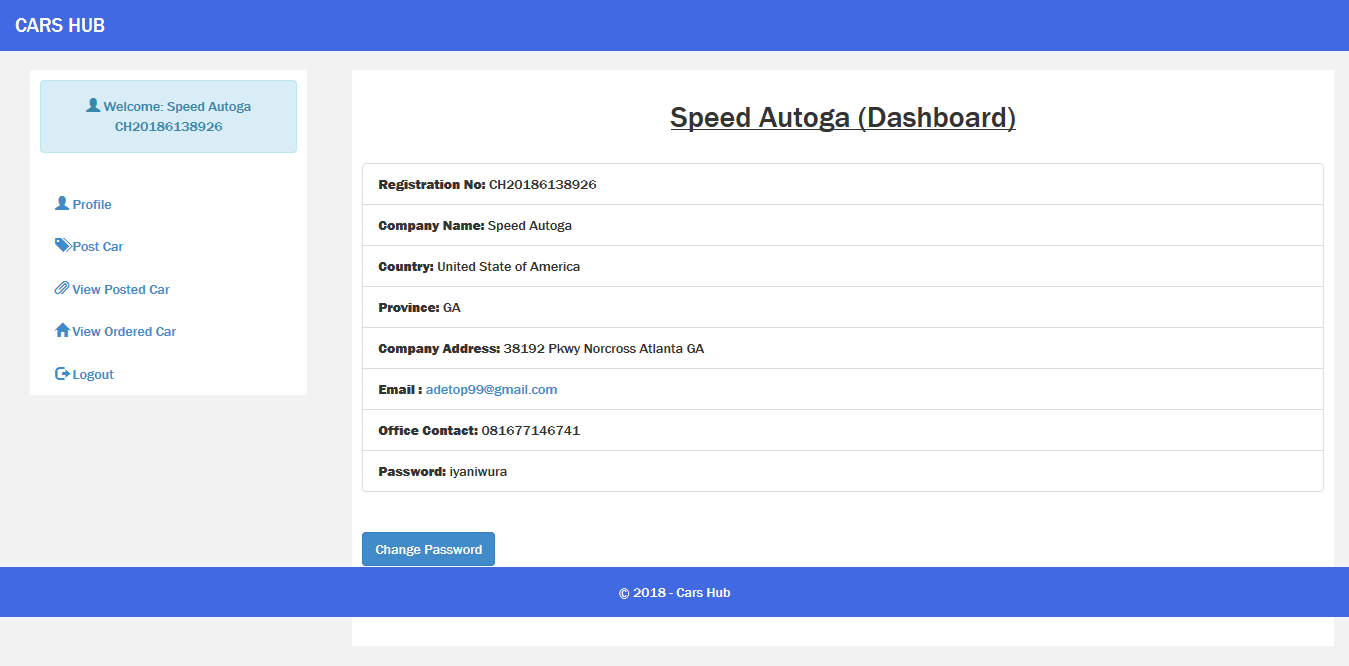 CARS HUB
Welcome: Speed Autoga
CH20186138926
Profile
Post Car
View Posted Car
View Ordered Car
Logout
Speed Autoga (Dashboard)
Registration No: CH20186138926
Company Name: Speed Autoga
Country: United State of America
Province: GA
Company Address: 38192 Pkwy Norcross Atlanta GA
Email : adetop99@gmail.com
Office Contact: 081677146741
Password: iyaniwura
Change Password
© 2018 - Cars Hub